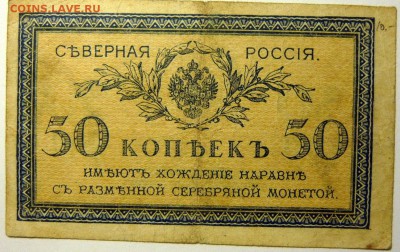 COINS.LAVE.RU
СѢВЕРНАЯ РОССІЯ.
50 КОПѢЕКЪ 50
ИМѢЮТЪ ХОЖДЕНІЕ НАРАВНѢ
СЪ РАЗМѢННОЙ СЕРЕБРЯНОЙ МОНЕТОЙ.